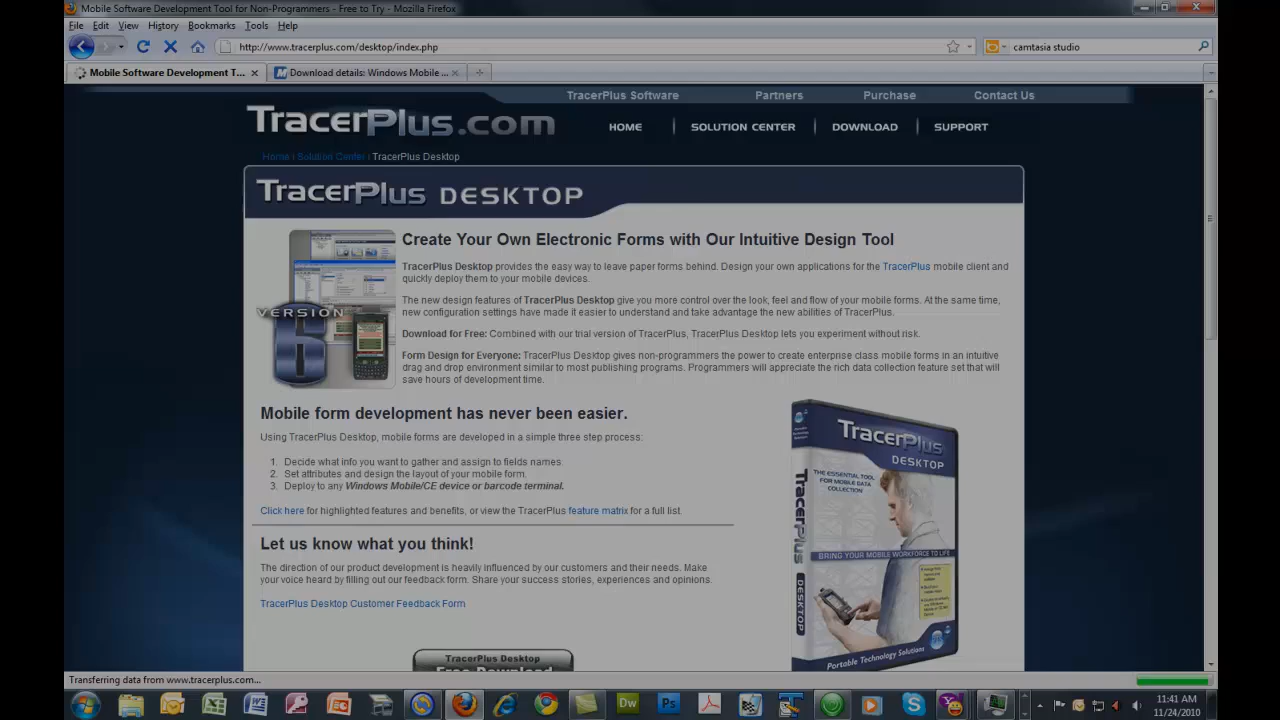 Mobile Software Development Tool for Non-Programmers - Free to Try - Mozilla Firefox
File Edit View History Bookmarks Tools Help
http://www.tracerplus.com/desktop/index.php
camtasia studio
Mobile Software Development T...
Download details: Windows Mobile ...
TracerPlus Software Partners Purchase Contact Us
TracerPlus.com
HOME SOLUTION CENTER DOWNLOAD SUPPORT
Home | Solution Center | TracerPlus Desktop
TracerPlus DESKTOP
VERSION
6
Create Your Own Electronic Forms with Our Intuitive Design Tool
TracerPlus Desktop provides the easy way to leave paper forms behind. Design your own applications for the TracerPlus mobile client and
quickly deploy them to your mobile devices.
The new design features of TracerPlus Desktop give you more control over the look, feel and flow of your mobile forms. At the same time,
new configuration settings have made it easier to understand and take advantage the new abilities of TracerPlus.
Download for Free: Combined with our trial version of TracerPlus, TracerPlus Desktop lets you experiment without risk.
Form Design for Everyone: TracerPlus Desktop gives non-programmers the power to create enterprise class mobile forms in an intuitive
drag and drop environment similar to most publishing programs. Programmers will appreciate the rich data collection feature set that will
save hours of development time.
Mobile form development has never been easier.
Using TracerPlus Desktop, mobile forms are developed in a simple three step process:
1. Decide what info you want to gather and assign to fields names.
2. Set attributes and design the layout of your mobile form.
3. Deploy to any Windows Mobile/CE device or barcode terminal.
Click here for highlighted features and benefits, or view the TracerPlus feature matrix for a full list.
Let us know what you think!
The direction of our product development is heavily influenced by our customers and their needs. Make
your voice heard by filling out our feedback form. Share your success stories, experiences and opinions.
TracerPlus Desktop Customer Feedback Form
TracerPlus Desktop
Free Download
TracerPlus
DESKTOP
THE ESSENTIAL TOOL
FOR MOBILE DATA
COLLECTION
TracerPlus DESKTOP
BRING YOUR MOBILE WORKFORCE TO LIFE
Portable Technology Solutions
Transferring data from www.tracerplus.com...
Dw
Ps
11:41 AM
11/24/2010